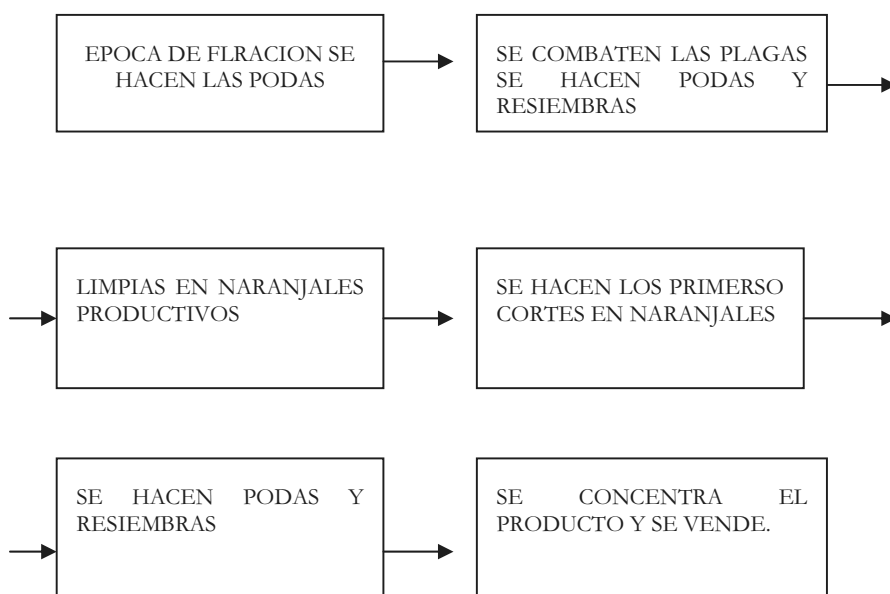 EPOCA DE FLRACION SE
HACEN LAS PODAS
SE COMBATEN LAS PLAGAS
SE HACEN PODAS Y
RESIEMBRAS
LIMPIAS EN NARANJALES
PRODUCTIVOS
SE HACEN LOS PRIMERSO
CORTES EN NARANJALES
SE HACEN PODAS Y
RESIEMBRAS
SE CONCENTRA EL
PRODUCTO Y SE VENDE.